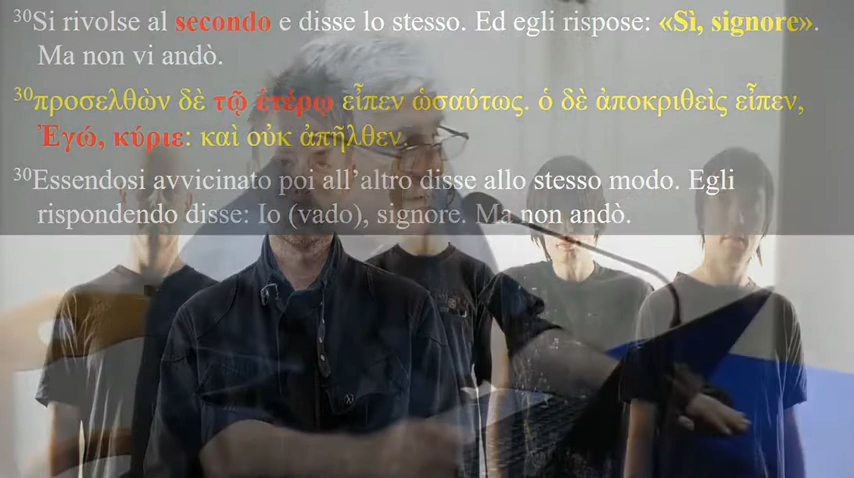 30Si rivolse al secondo e disse lo stesso. Ed egli rispose: «Sì, signore».
Ma non vi andò.
30προσελθὼν δὲ τῷ ἑτέρῳ εἶπεν ὡσαύτως. ὁ δὲ ἀποκριθεὶς εἶπεν,
Ἐγώ, κύριε: καὶ οὐκ ἀπῆλθεν.
30Essendosi avvicinato poi all’altro disse allo stesso modo. Egli
rispondendo disse: Io (vado), signore. Ma non andò.